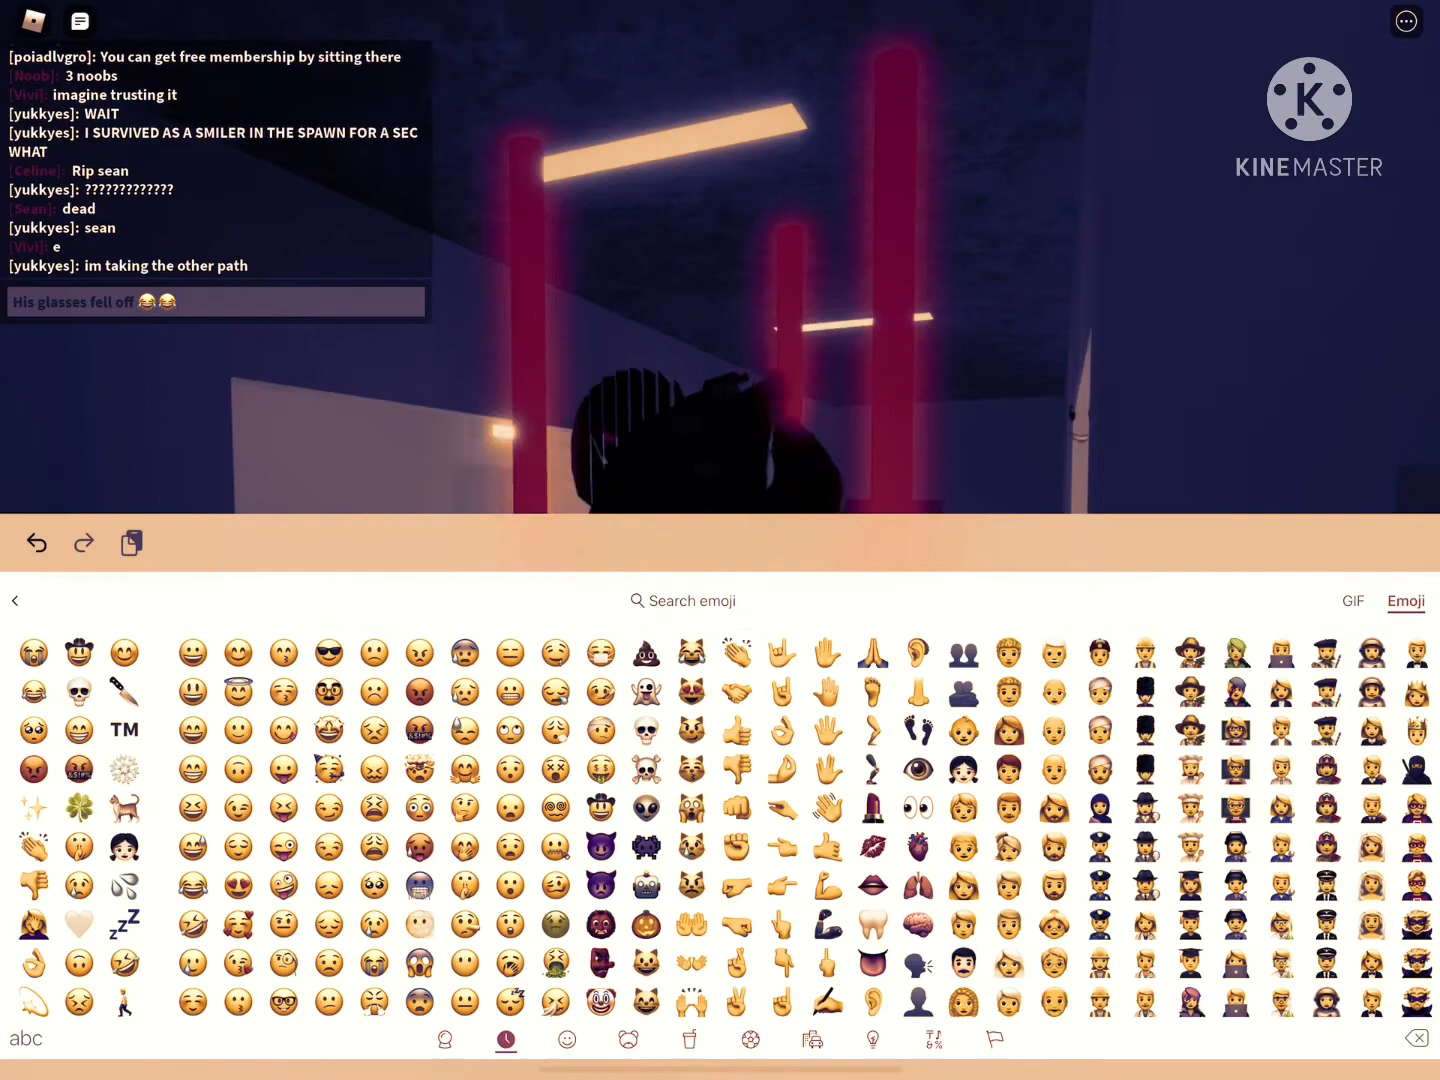 [poiadlvgro]: You can get free membership by sitting there
[Noob]: 3 noobs
[Vivi]: imagine trusting it
[yukkyes]: WAIT
[yukkyes]: I SURVIVED AS A SMILER IN THE SPAWN FOR A SEC
WHAT
[Celine]: Rip sean
[yukkyes]: ?????????????
[Sean]: dead
[yukkyes]: sean
[Vivi]: e
[yukkyes]: im taking the other path
His glasses fell off 😂😂
K
KINEMASTER
Search emoji
GIF
Emoji
TM
abc